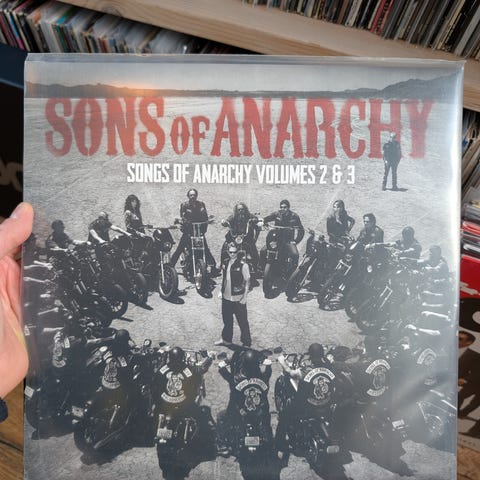 SONS OF ANARCHY
SONGS OF ANARCHY VOLUMES 2 & 3